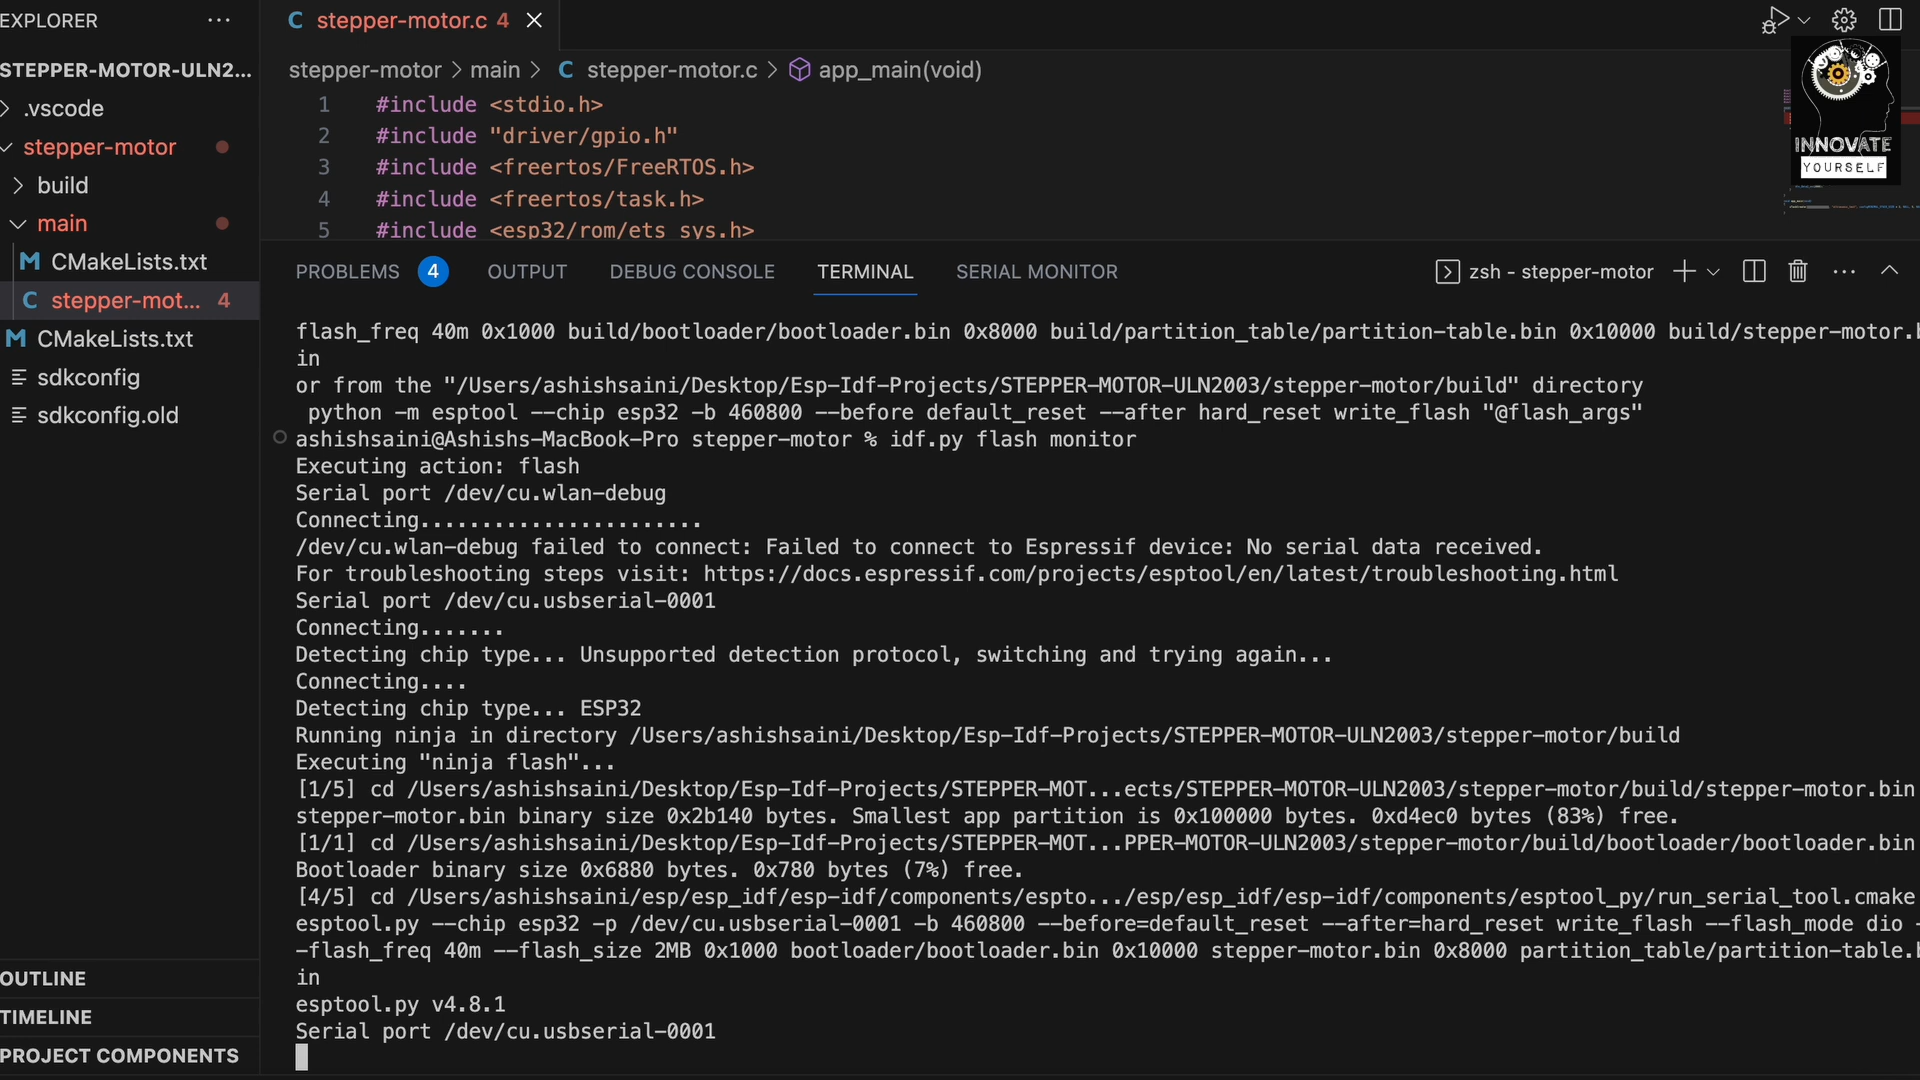 EXPLORER ...
STEPPER-MOTOR-ULN2...
.vscode
stepper-motor
build
main
CMakeLists.txt
stepper-mot... 4
CMakeLists.txt
sdkconfig
sdkconfig.old
OUTLINE
TIMELINE
PROJECT COMPONENTS
C stepper-motor.c 4
stepper-motor > main > C stepper-motor.c > app_main(void)
1 #include <stdio.h>
2 #include "driver/gpio.h"
3 #include <freertos/FreeRTOS.h>
4 #include <freertos/task.h>
5 #include <esp32/rom/ets_sys.h>
INNOVATE
YOURSELF
PROBLEMS 4 OUTPUT DEBUG CONSOLE TERMINAL SERIAL MONITOR zsh - stepper-motor
flash_freq 40m 0x1000 build/bootloader/bootloader.bin 0x8000 build/partition_table/partition-table.bin 0x10000 build/stepper-motor.b
in
or from the "/Users/ashishsaini/Desktop/Esp-Idf-Projects/STEPPER-MOTOR-ULN2003/stepper-motor/build" directory
python -m esptool --chip esp32 -b 460800 --before default_reset --after hard_reset write_flash "@flash_args"
ashishsaini@Ashishs-MacBook-Pro stepper-motor % idf.py flash monitor
Executing action: flash
Serial port /dev/cu.wlan-debug
Connecting.......................
/dev/cu.wlan-debug failed to connect: Failed to connect to Espressif device: No serial data received.
For troubleshooting steps visit: https://docs.espressif.com/projects/esptool/en/latest/troubleshooting.html
Serial port /dev/cu.usbserial-0001
Connecting.......
Detecting chip type... Unsupported detection protocol, switching and trying again...
Connecting....
Detecting chip type... ESP32
Running ninja in directory /Users/ashishsaini/Desktop/Esp-Idf-Projects/STEPPER-MOTOR-ULN2003/stepper-motor/build
Executing "ninja flash"...
[1/5] cd /Users/ashishsaini/Desktop/Esp-Idf-Projects/STEPPER-MOT...ects/STEPPER-MOTOR-ULN2003/stepper-motor/build/stepper-motor.bin
stepper-motor.bin binary size 0x2b140 bytes. Smallest app partition is 0x100000 bytes. 0xd4ec0 bytes (83%) free.
[1/1] cd /Users/ashishsaini/Desktop/Esp-Idf-Projects/STEPPER-MOT...PPER-MOTOR-ULN2003/stepper-motor/build/bootloader/bootloader.bin
Bootloader binary size 0x6880 bytes. 0x780 bytes (7%) free.
[4/5] cd /Users/ashishsaini/esp/esp_idf/esp-idf/components/espto.../esp/esp_idf/esp-idf/components/esptool_py/run_serial_tool.cmake
esptool.py --chip esp32 -p /dev/cu.usbserial-0001 -b 460800 --before=default_reset --after=hard_reset write_flash --flash_mode dio -
-flash_freq 40m --flash_size 2MB 0x1000 bootloader/bootloader.bin 0x10000 stepper-motor.bin 0x8000 partition_table/partition-table.b
in
esptool.py v4.8.1
Serial port /dev/cu.usbserial-0001